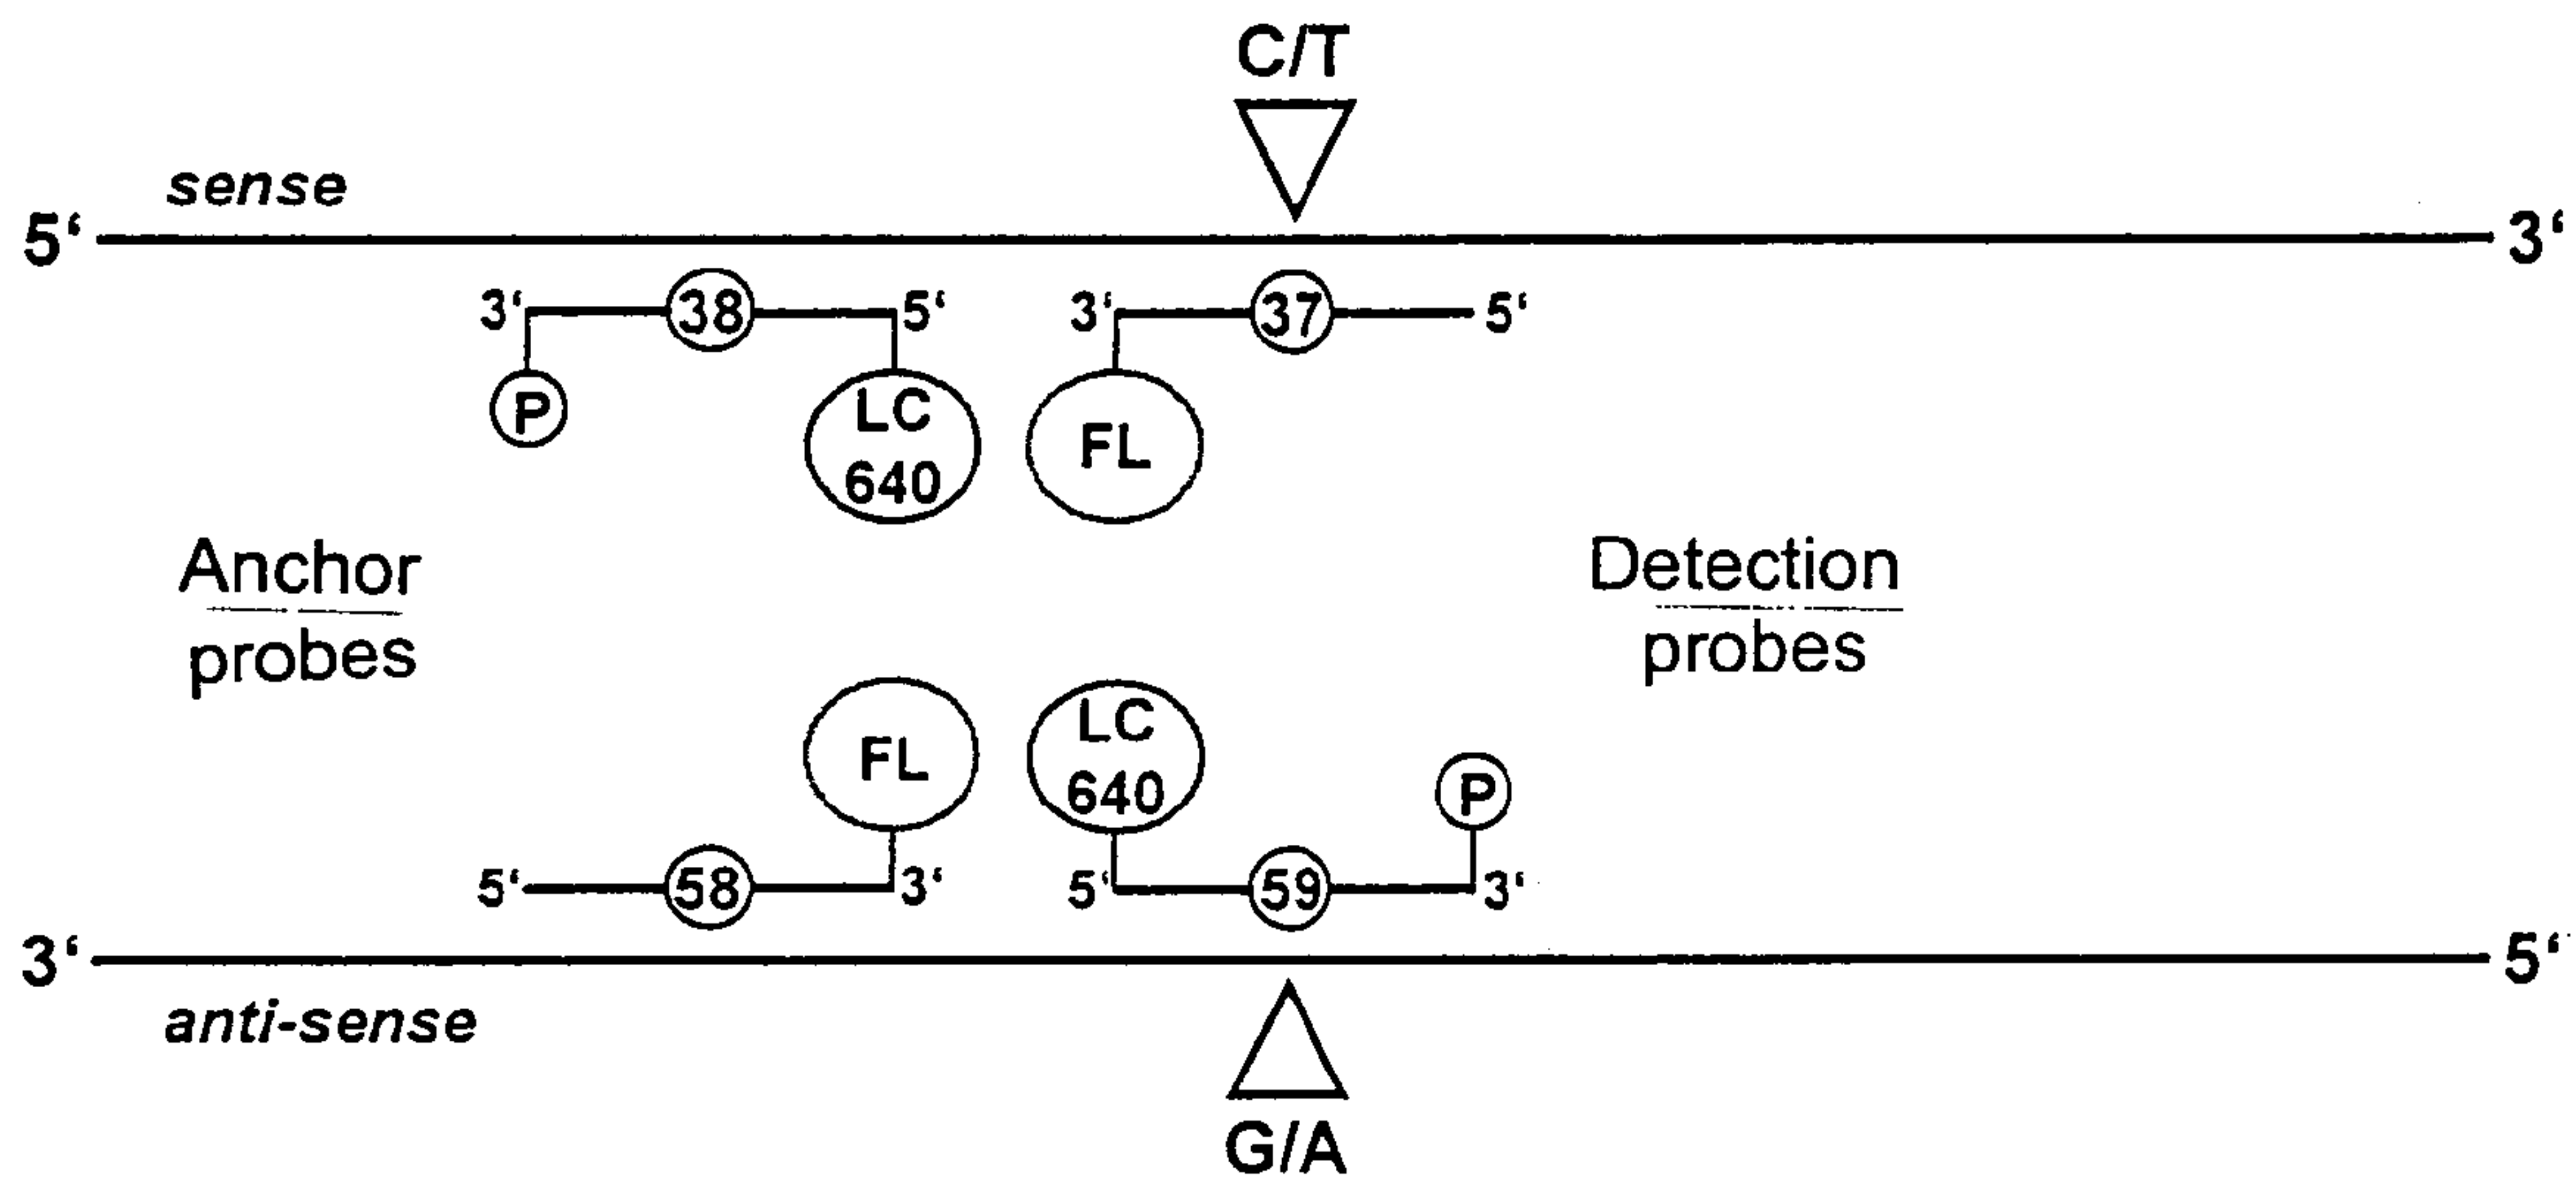 C/T
sense
5‘ 3‘
3‘ 38 5‘ 3‘ 37 5‘
P LC 640 FL
Anchor probes
Detection probes
FL LC 640 P
5‘ 58 3‘ 5‘ 59 3‘
3‘ 5‘
anti-sense
G/A